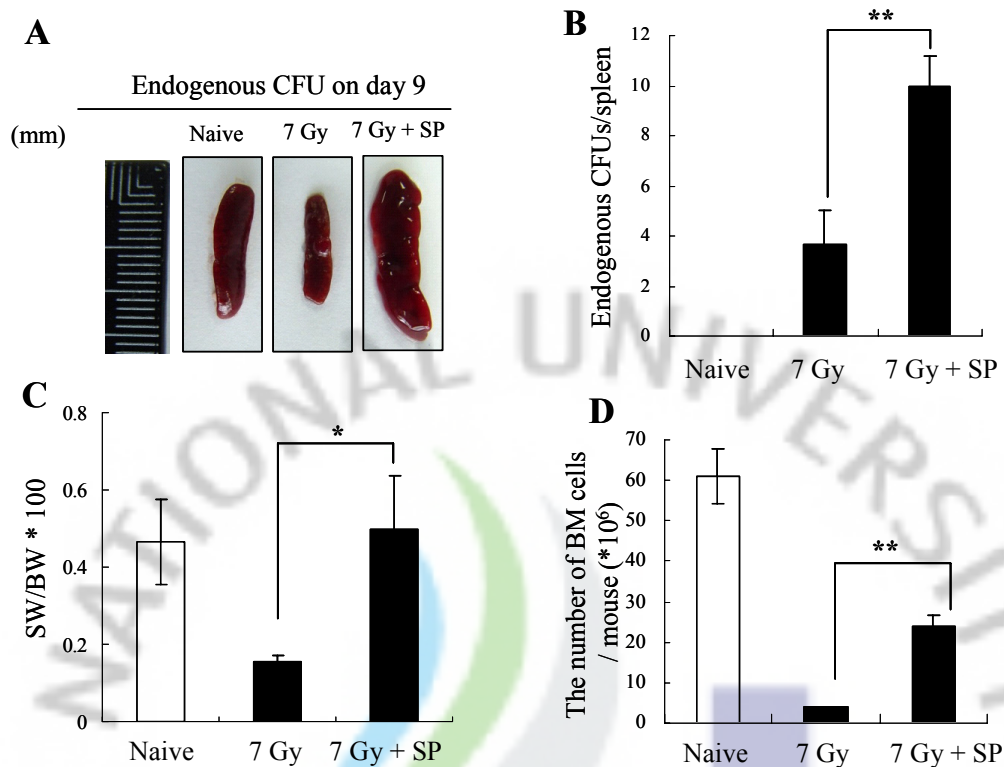 A
Endogenous CFU on day 9
(mm)
Naive 7 Gy 7 Gy + SP
B
Endogenous CFUs/spleen
12
10
8
6
4
2
0
**
Naive 7 Gy 7 Gy + SP
C
SW/BW * 100
0.8
0.6
0.4
0.2
0
*
Naive 7 Gy 7 Gy + SP
D
The number of BM cells
/ mouse (*10⁶)
70
60
50
40
30
20
10
0
**
Naive 7 Gy 7 Gy + SP
NATIONAL UNIVERSIT